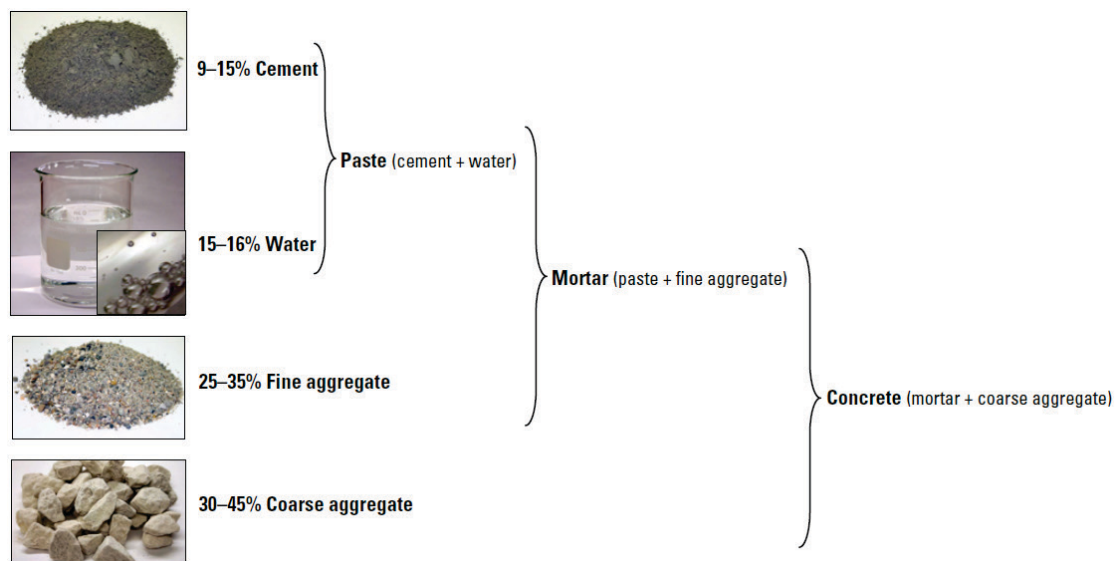 9–15% Cement
Paste (cement + water)
15–16% Water
Mortar (paste + fine aggregate)
25–35% Fine aggregate
Concrete (mortar + coarse aggregate)
30–45% Coarse aggregate